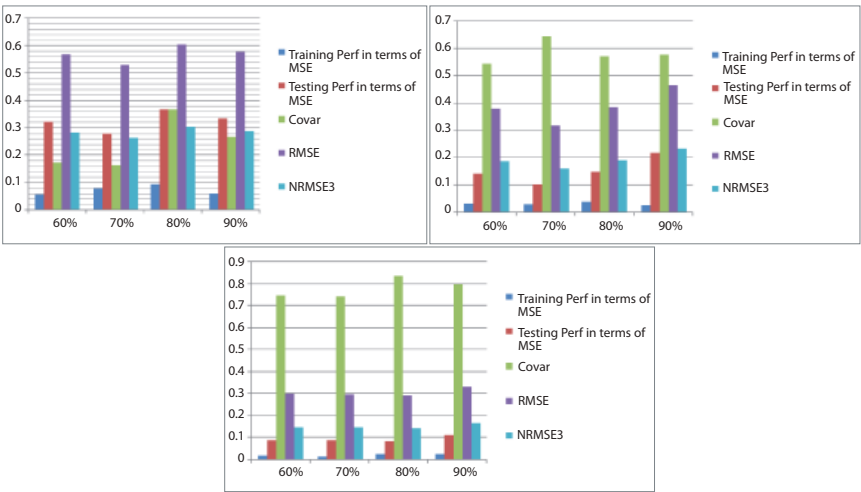 0.7
0.6
0.5
0.4
0.3
0.2
0.1
0
60% 70% 80% 90%
Training Perf in terms of
MSE
Testing Perf in terms of
MSE
Covar
RMSE
NRMSE3
0.7
0.6
0.5
0.4
0.3
0.2
0.1
0
60% 70% 80% 90%
Training Perf in terms of
MSE
Testing Perf in terms of
MSE
Covar
RMSE
NRMSE3
0.9
0.8
0.7
0.6
0.5
0.4
0.3
0.2
0.1
0
60% 70% 80% 90%
Training Perf in terms of
MSE
Testing Perf in terms of
MSE
Covar
RMSE
NRMSE3